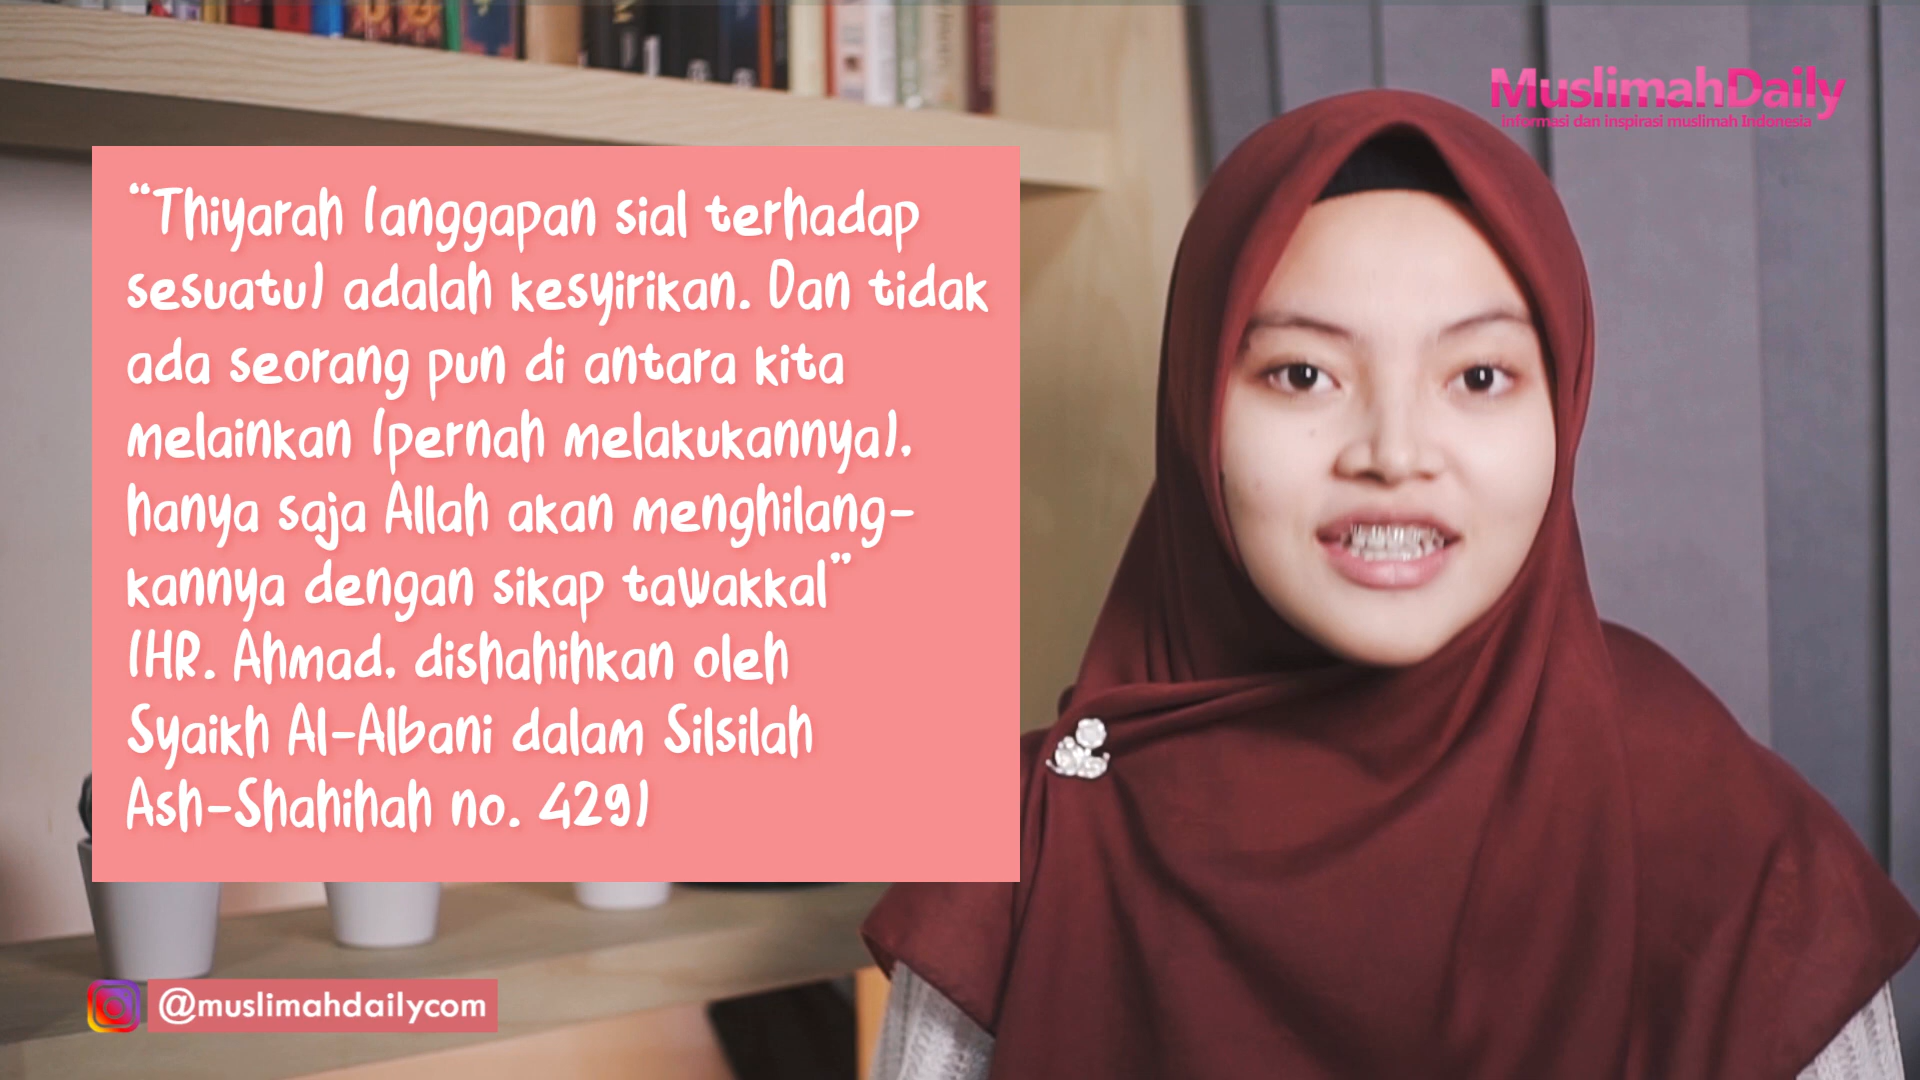 MuslimahDaily
informasi dan inspirasi muslimah Indonesia
“Thiyarah (anggapan sial terhadap
sesuatu) adalah kesyirikan. Dan tidak
ada seorang pun di antara kita
melainkan (pernah melakukannya),
hanya saja Allah akan menghilang-
kannya dengan sikap tawakkal”
(HR. Ahmad, dishahihkan oleh
Syaikh Al-Albani dalam Silsilah
Ash-Shahihah no. 429)
@muslimahdailycom